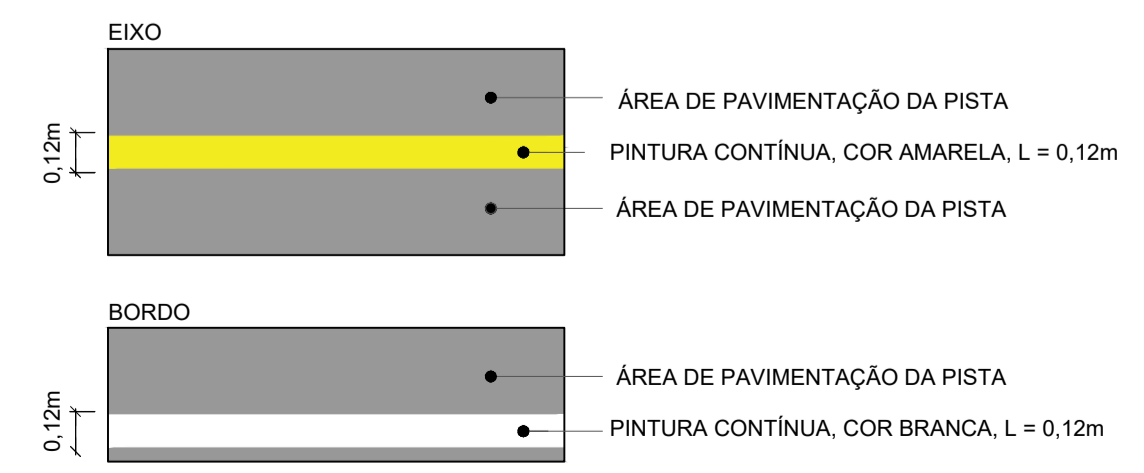 EIXO
ÁREA DE PAVIMENTAÇÃO DA PISTA
0,12m
PINTURA CONTÍNUA, COR AMARELA, L = 0,12m
ÁREA DE PAVIMENTAÇÃO DA PISTA
BORDO
ÁREA DE PAVIMENTAÇÃO DA PISTA
0,12m
PINTURA CONTÍNUA, COR BRANCA, L = 0,12m